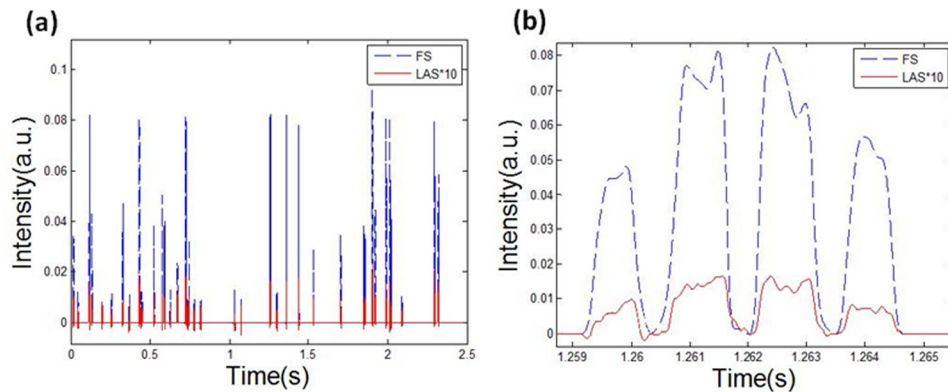 (a)
0.1
0.08
0.06
0.04
0.02
0
Intensity(a.u.)
0
0.5
1
1.5
2
2.5
Time(s)
FS
LAS*10
(b)
0.08
0.07
0.06
0.05
0.04
0.03
0.02
0.01
0
Intensity(a.u.)
1.259
1.26
1.261
1.262
1.263
1.264
1.265
Time(s)
FS
LAS*10